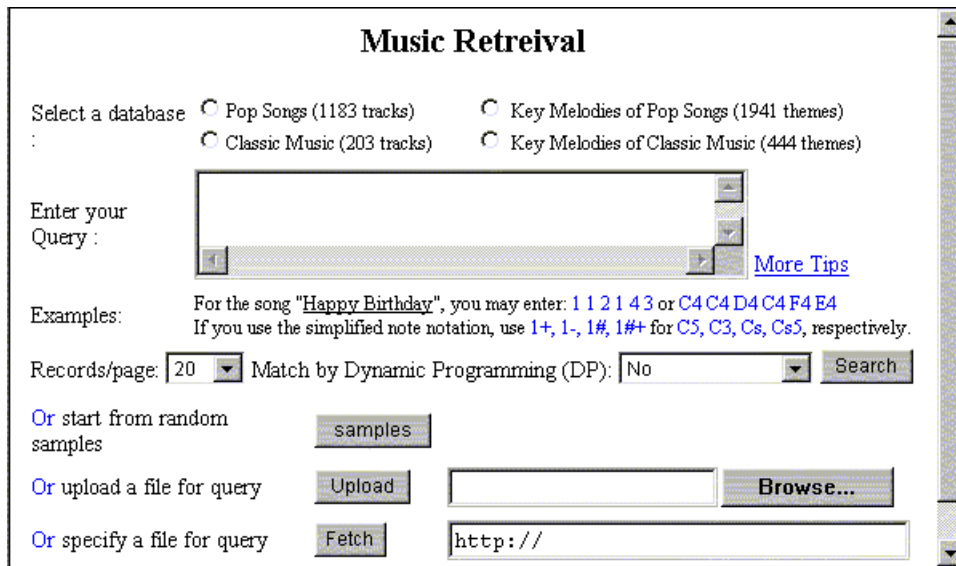 Music Retreival
Select a database
:
Pop Songs (1183 tracks)
Key Melodies of Pop Songs (1941 themes)
Classic Music (203 tracks)
Key Melodies of Classic Music (444 themes)
Enter your
Query :
More Tips
Examples:
For the song "Happy Birthday", you may enter: 1 1 2 1 4 3 or C4 C4 D4 C4 F4 E4
If you use the simplified note notation, use 1+, 1-, 1#, 1#+ for C5, C3, Cs, Cs5, respectively.
Records/page: 20 Match by Dynamic Programming (DP): No Search
Or start from random
samples
samples
Or upload a file for query Upload Browse...
Or specify a file for query Fetch http://